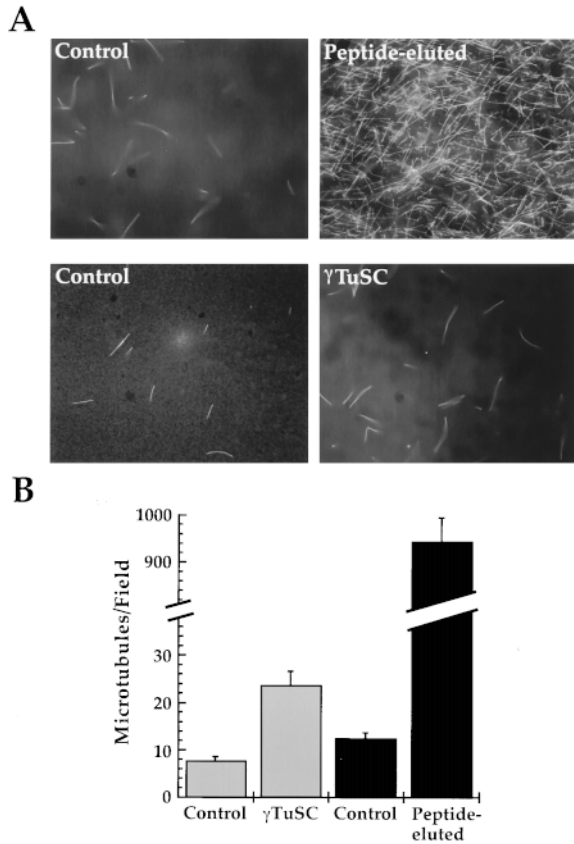 A
Control
Peptide-eluted
Control
γTuSC
B
Microtubules/Field
1000
900
30
20
10
0
Control
γTuSC
Control
Peptide-
eluted